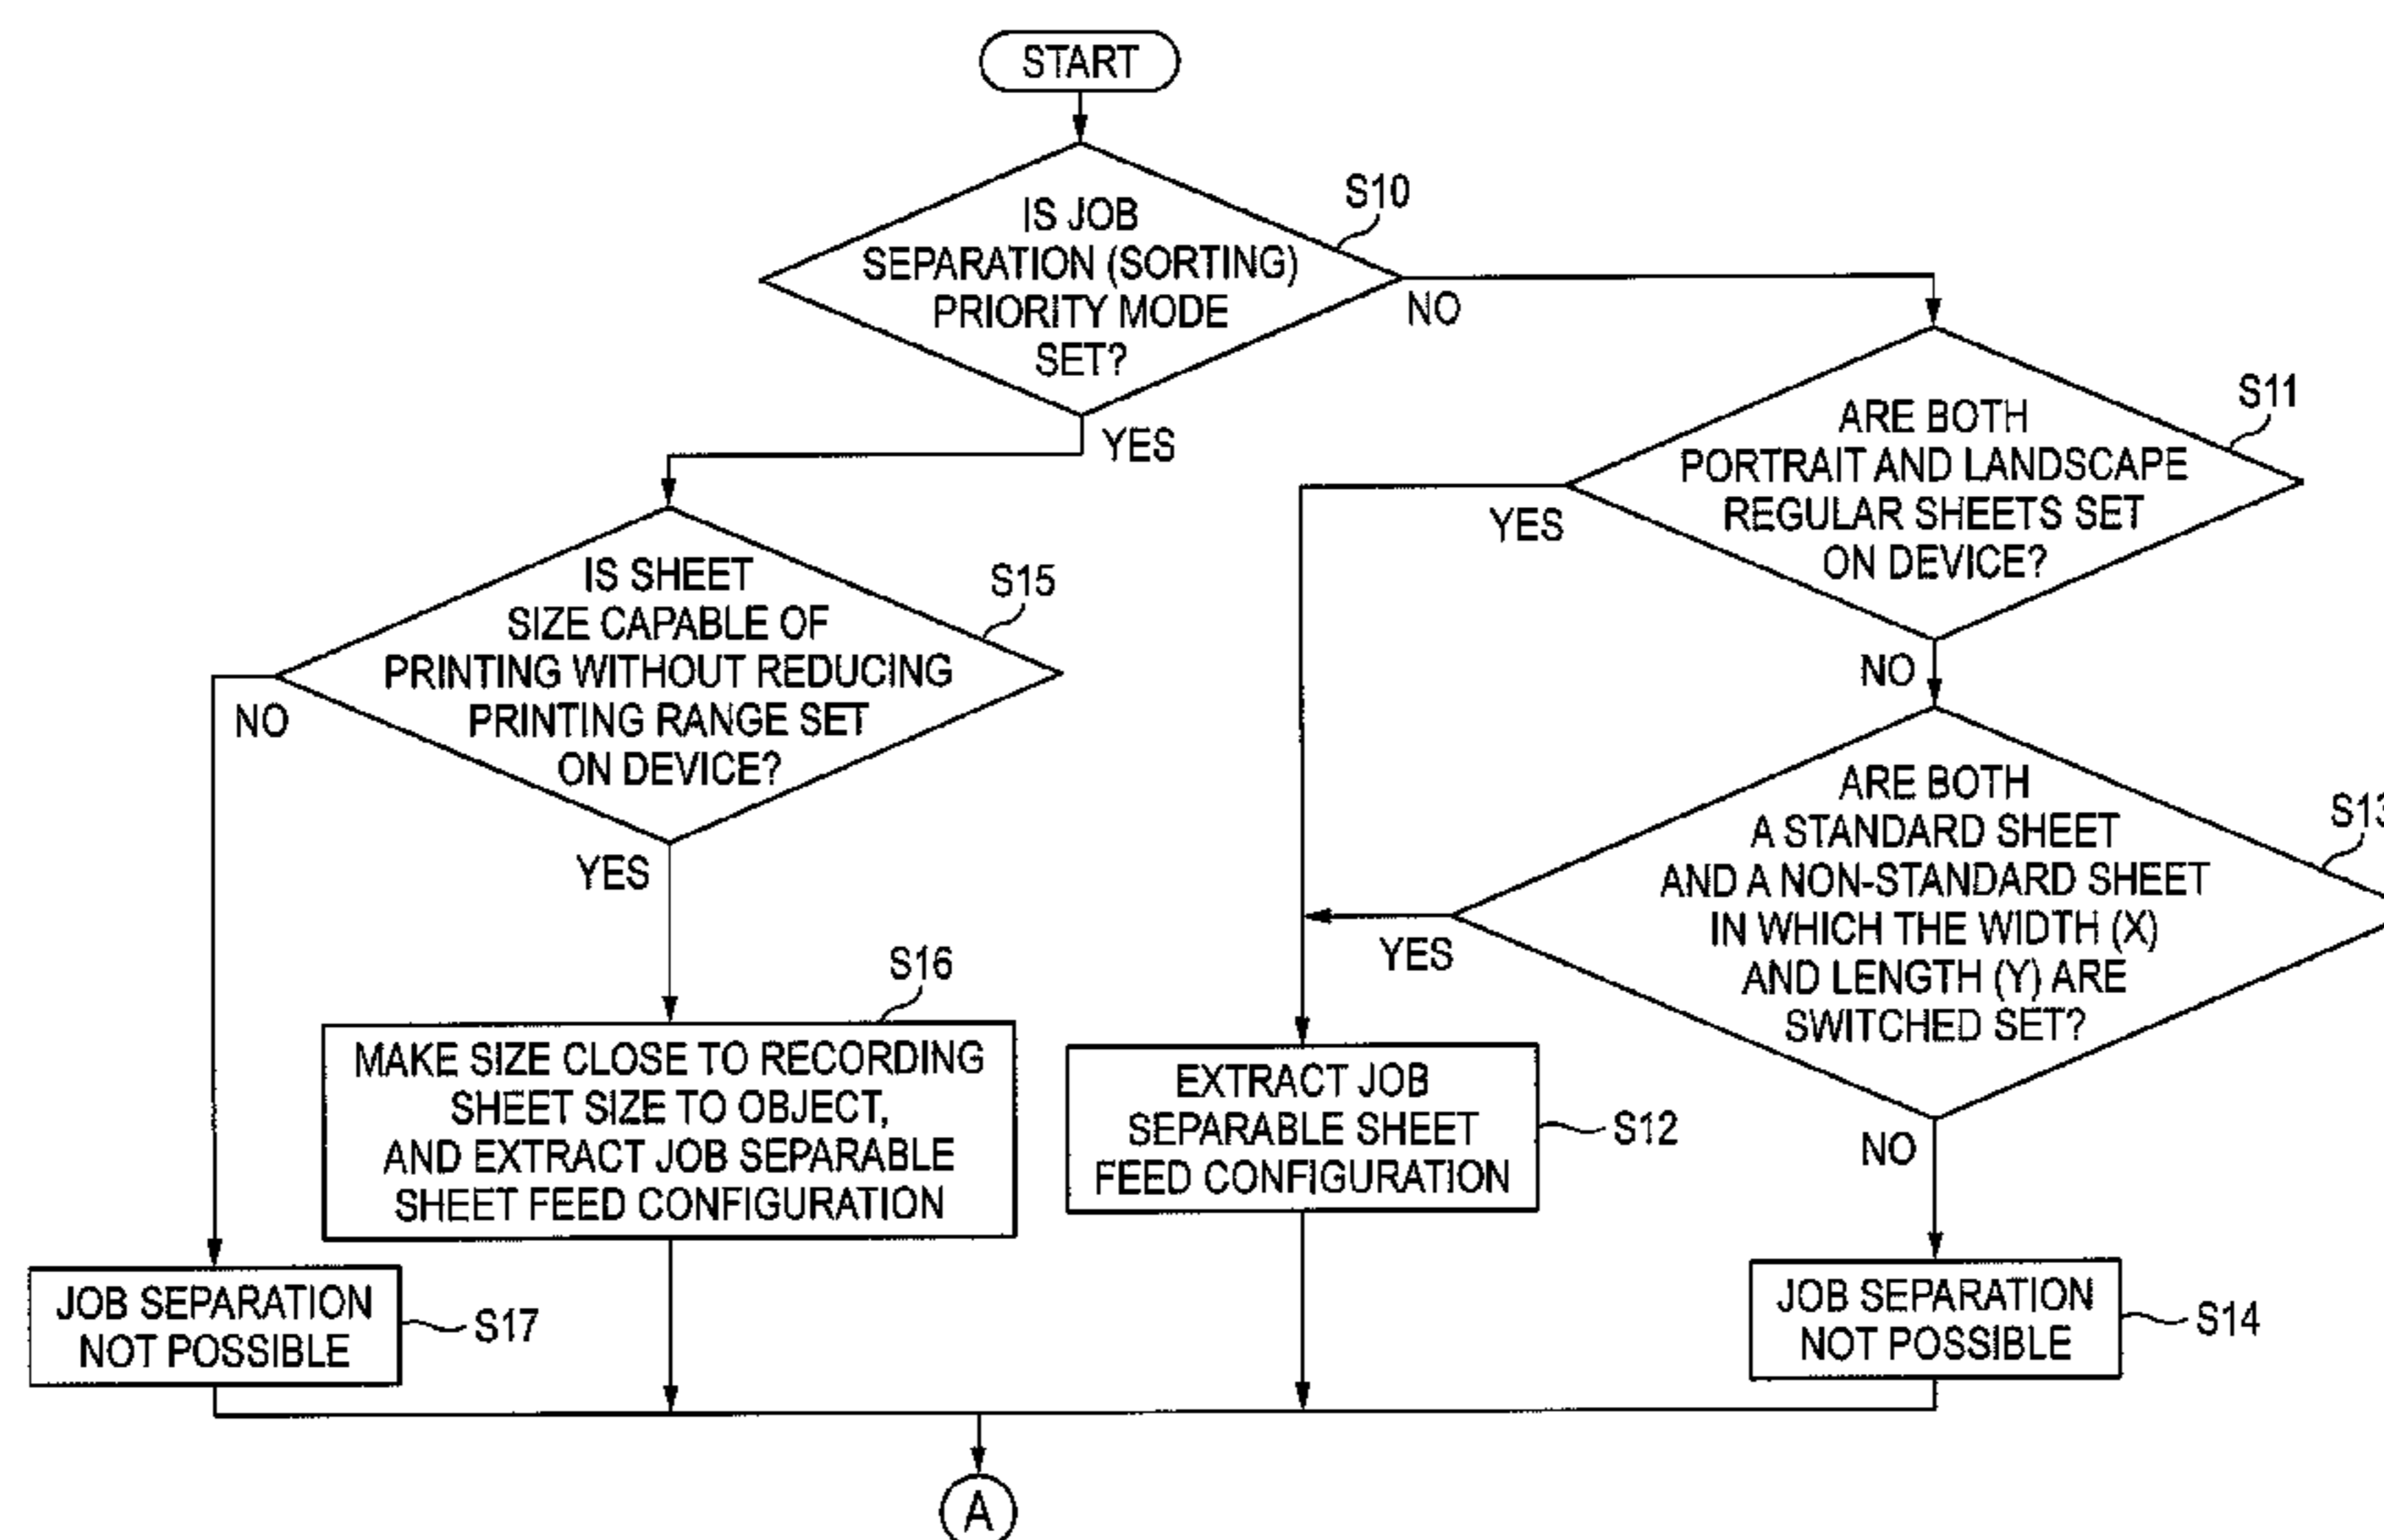 START
IS JOB
SEPARATION (SORTING)
PRIORITY MODE
SET?
S10
NO
YES
ARE BOTH
PORTRAIT AND LANDSCAPE
REGULAR SHEETS SET
ON DEVICE?
S11
YES
NO
IS SHEET
SIZE CAPABLE OF
PRINTING WITHOUT REDUCING
PRINTING RANGE SET
ON DEVICE?
S15
NO
YES
ARE BOTH
A STANDARD SHEET
AND A NON-STANDARD SHEET
IN WHICH THE WIDTH (X)
AND LENGTH (Y) ARE
SWITCHED SET?
S13
YES
NO
MAKE SIZE CLOSE TO RECORDING
SHEET SIZE TO OBJECT,
AND EXTRACT JOB SEPARABLE
SHEET FEED CONFIGURATION
S16
EXTRACT JOB
SEPARABLE SHEET
FEED CONFIGURATION
S12
JOB SEPARATION
NOT POSSIBLE
S17
JOB SEPARATION
NOT POSSIBLE
S14
A